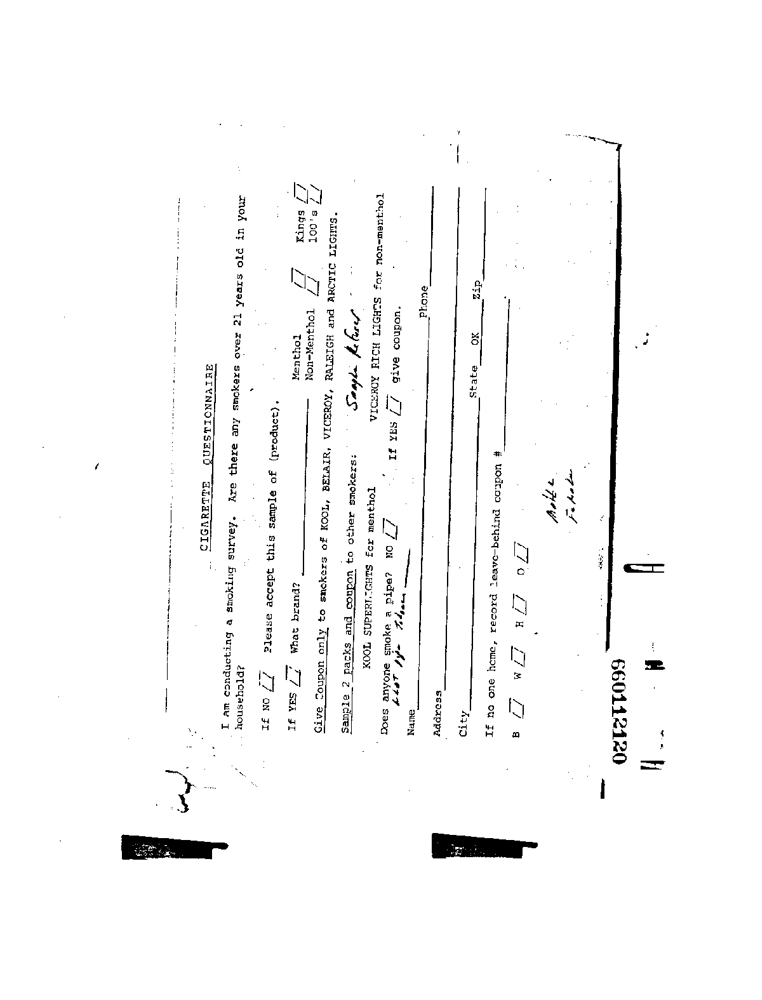 CIGARETTE QUESTIONNAIRE
I Am conducting a smoking survey. Are there any smokers over 21 years old in your
household?
If NO Please accept this sample of (product).
If YES What brand? Menthol Kings
Non-Menthol 100's
Give Coupon only to smokers of KOOL, BELAIR, VICEROY, RALEIGH and ARCTIC LIGHTS.
Sample 2 packs and coupon to other smokers: Sample Refused
KOOL SUPERLIGHTS for menthol VICEROY RICH LIGHTS for non-menthol
Does anyone smoke a pipe? NO If YES give coupon.
Name Phone
Address
City State OK Zip
If no one home, record leave-behind coupon #
B W H O
660112120